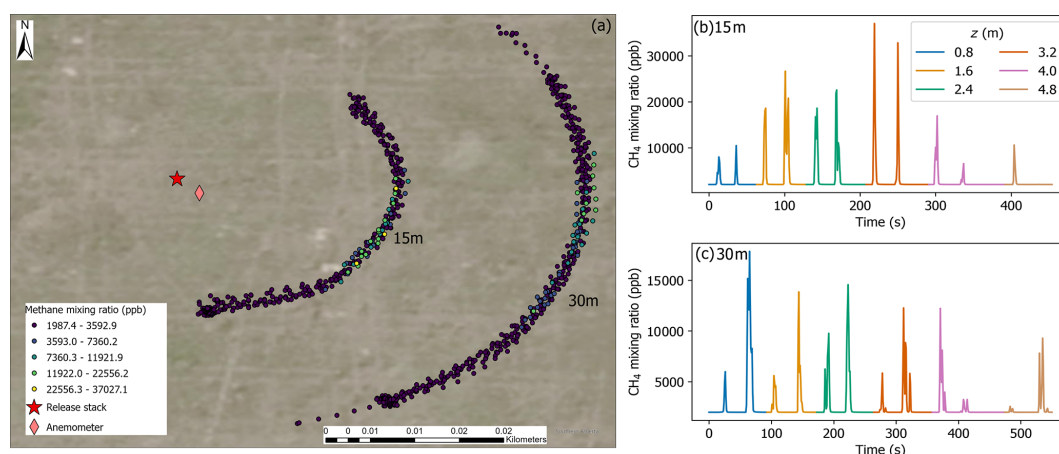 (a)
N
15m
30m
Methane mixing ratio (ppb)
1987.4 - 3592.9
3593.0 - 7360.2
7360.3 - 11921.9
11922.0 - 22556.2
22556.3 - 37027.1
Release stack
Anemometer
0 0 0.01 0.01 0.02 0.02
Kilometers
(b)15m
z (m)
0.8 3.2
1.6 4.0
2.4 4.8
CH₄ mixing ratio (ppb)
30000
20000
10000
0 100 200 300 400
Time (s)
(c)30m
CH₄ mixing ratio (ppb)
15000
10000
5000
0 100 200 300 400 500
Time (s)